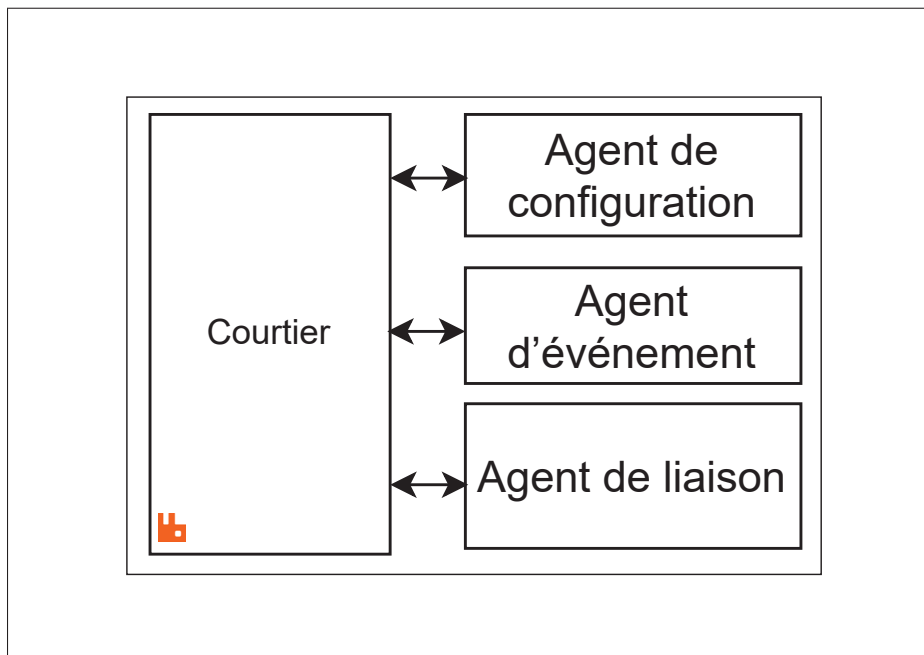 Agent de
configuration
Courtier
Agent
d’événement
Agent de liaison